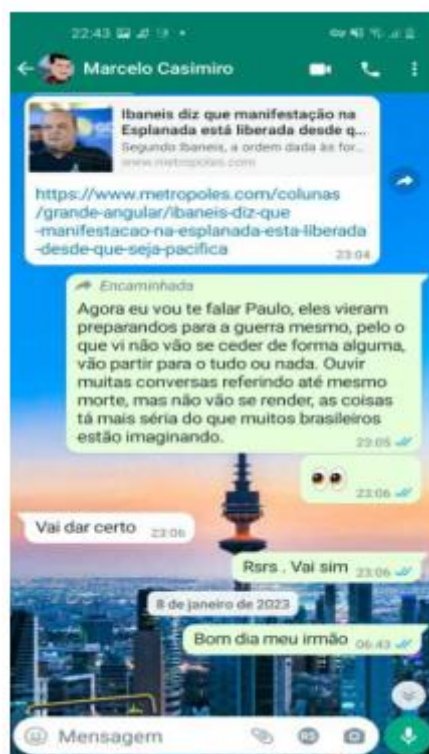 22:43
Marcelo Casimiro
Ibaneis diz que manifestação na
Esplanada está liberada desde q...
Segundo Ibaneis, a ordem dada às for...
www.metropoles.com
https://www.metropoles.com/colunas
/grande-angular/ibaneis-diz-que
-manifestacao-na-esplanada-esta-liberada
-desde-que-seja-pacifica
23:04
Encaminhada
Agora eu vou te falar Paulo, eles vieram
preparandos para a guerra mesmo, pelo o
que vi não vão se ceder de forma alguma,
vão partir para o tudo ou nada. Ouvir
muitas conversas referindo até mesmo
morte, mas não vão se render, as coisas
tá mais séria do que muitos brasileiros
estão imaginando.
23:05
23:06
Vai dar certo 23:06
Rsrs . Vai sim 23:06
8 de janeiro de 2023
Bom dia meu irmão 06:43
Mensagem